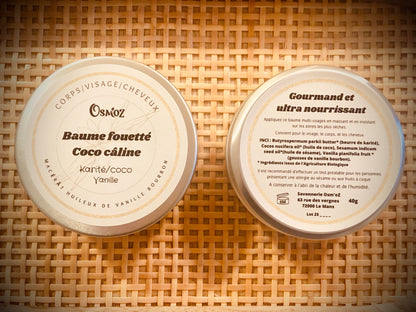 CORPS/VISAGE/CHEVEUX
Osmoz
Baume fouetté
Coco câline
Karité/coco
Vanille
MACÉRÂT HUILEUX DE VANILLE BOURBON
Gourmand et
ultra nourrissant
Appliquez ce baume multi-usages en massant et en insistant
sur les zones les plus sèches.
Convient pour le visage, le corps, et les cheveux
INCI : Butyrospermum parkii butter* (beurre de karité),
Cocos nucifera oil* (huile de coco), Sesamum indicum
seed oil* (huile de sésame), Vanilla planifolia fruit *
(gousses de vanille bourbon).
* Ingrédients issus de l'Agriculture Biologique
Il est recommandé d'effectuer un test préalable pour les personnes
présentant une allergie au sésame ou aux fruits à coque
A conserver à l'abri de la chaleur et de l'humidité.
Savonnerie Osm'oz
63 rue des vergnes
72000 Le Mans
40g
Lot 25 _ _ _ _